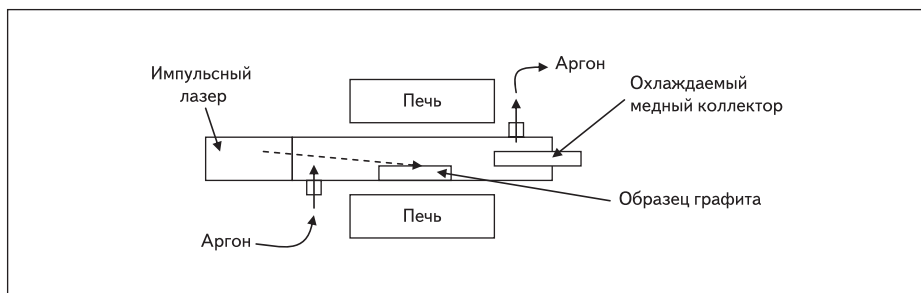 Импульсный
лазер
Печь
Аргон
Охлаждаемый
медный коллектор
Образец графита
Печь
Аргон